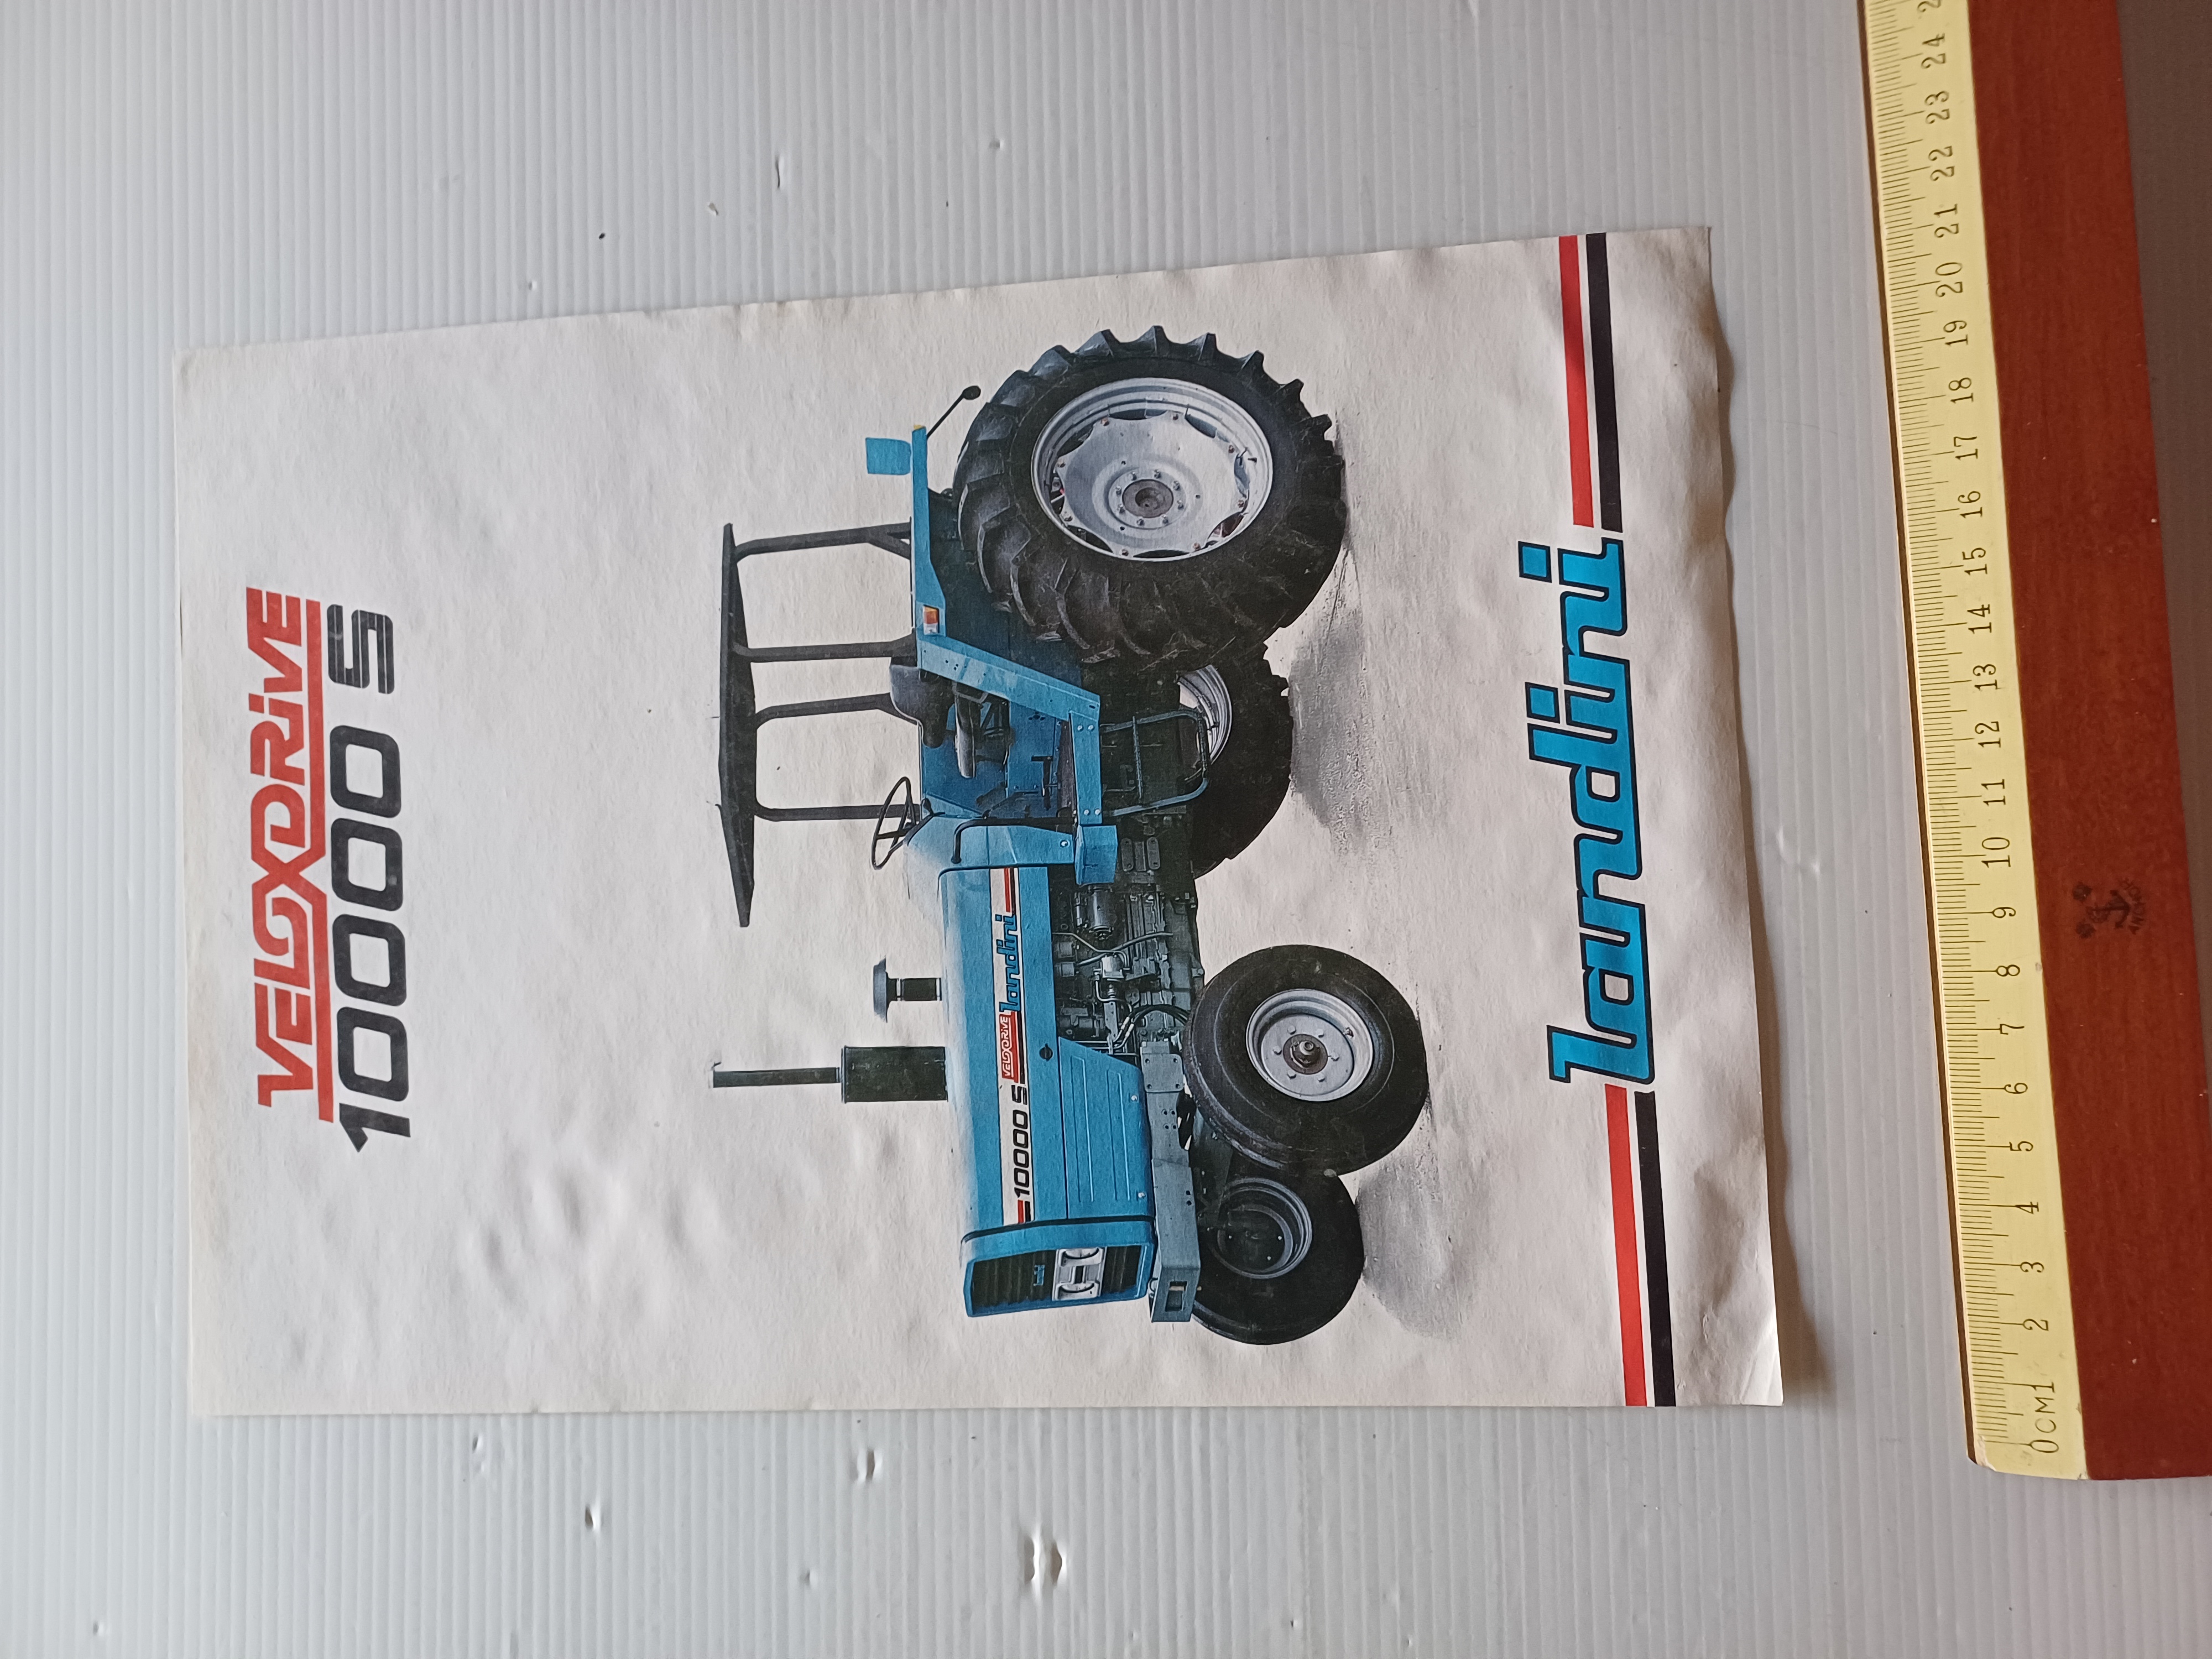 VELOXDRIVE
10000 S
10000 S VELOXDRIVE landini
landini
0CM1 2 3 4 5 6 7 8 9 10 11 12 13 14 15 16 17 18 19 20 21 22 23 24